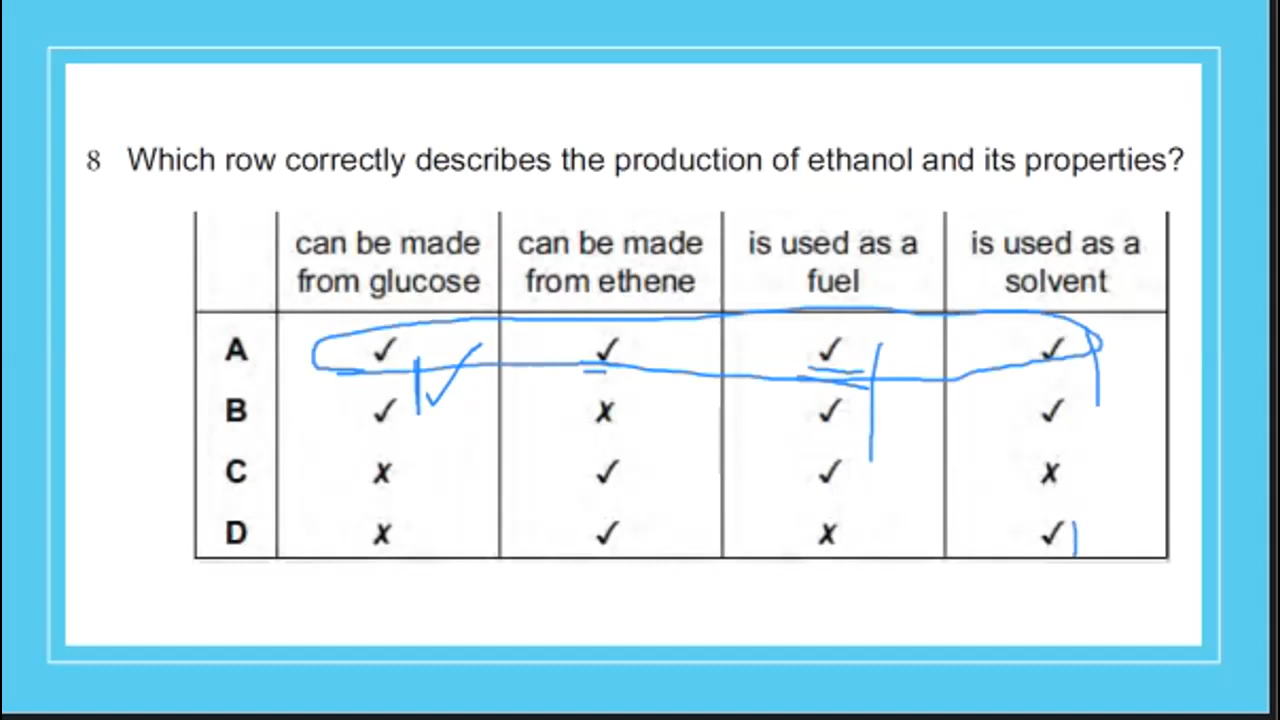 8 Which row correctly describes the production of ethanol and its properties?
can be made from glucose can be made from ethene is used as a fuel is used as a solvent
A ✓ ✓ ✓ ✓
B ✓ ✗ ✓ ✓
C ✗ ✓ ✓ ✗
D ✗ ✓ ✗ ✓